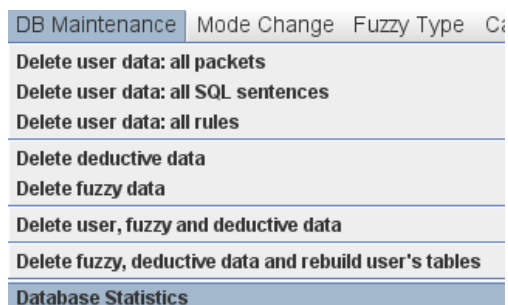 DB Maintenance Mode Change Fuzzy Type
Delete user data: all packets
Delete user data: all SQL sentences
Delete user data: all rules
Delete deductive data
Delete fuzzy data
Delete user, fuzzy and deductive data
Delete fuzzy, deductive data and rebuild user's tables
Database Statistics